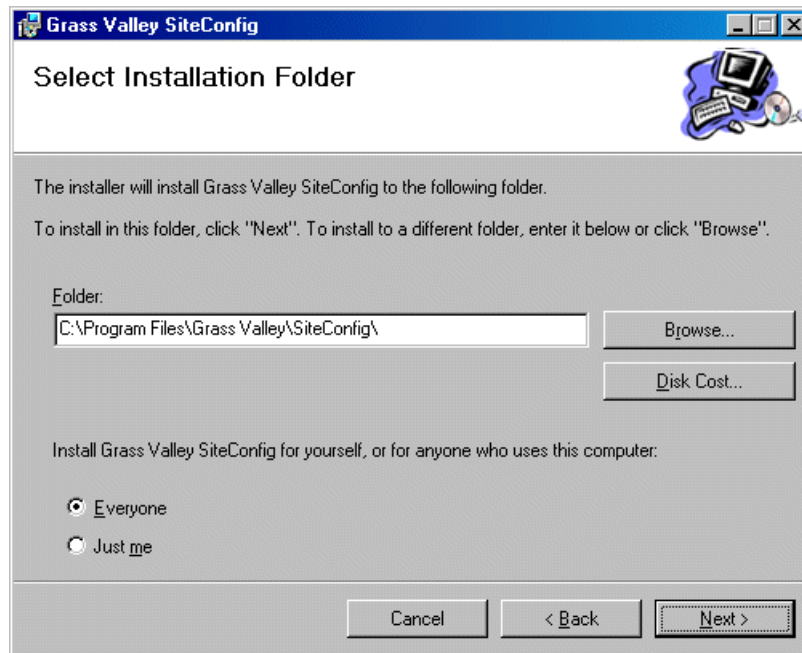 Grass Valley SiteConfig
Select Installation Folder
The installer will install Grass Valley SiteConfig to the following folder.
To install in this folder, click "Next". To install to a different folder, enter it below or click "Browse".
Folder:
C:\Program Files\Grass Valley\SiteConfig\
Browse...
Disk Cost...
Install Grass Valley SiteConfig for yourself, or for anyone who uses this computer:
Everyone
Just me
Cancel
< Back
Next >